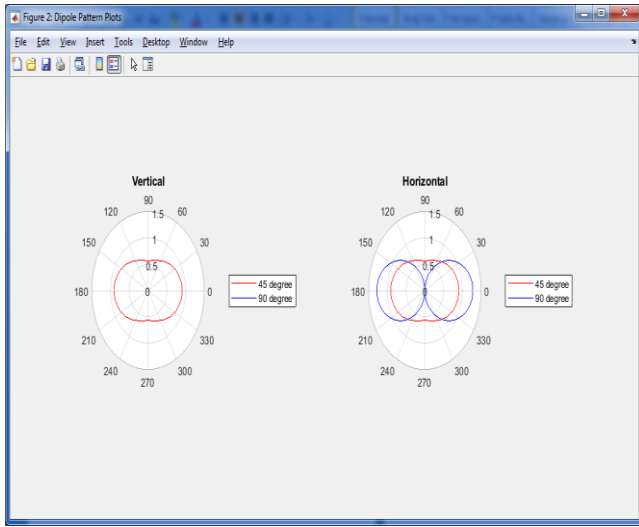 Figure 2: Dipole Pattern Plots
File Edit View Insert Tools Desktop Window Help
Vertical
90
120 60
1.5
150 30
1
0.5
180 0 0
210 330
240 300
270
45 degree
90 degree
Horizontal
90
120 60
1.5
150 30
1
0.5
180 0 0
210 330
240 300
270
45 degree
90 degree